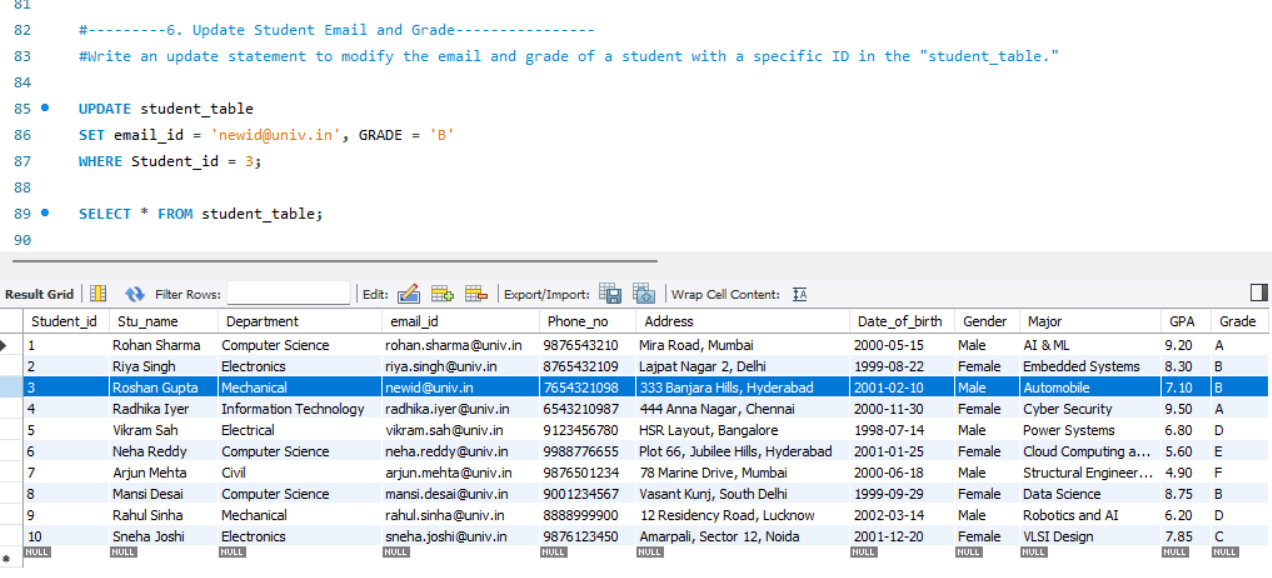 81
82 #---------6. Update Student Email and Grade----------------
83 #Write an update statement to modify the email and grade of a student with a specific ID in the "student_table."
84
85 UPDATE student_table
86 SET email_id = 'newid@univ.in', GRADE = 'B'
87 WHERE Student_id = 3;
88
89 SELECT * FROM student_table;
90
Result Grid Filter Rows: Edit: Export/Import: Wrap Cell Content: IA
Student_id Stu_name Department email_id Phone_no Address Date_of_birth Gender Major GPA Grade
1 Rohan Sharma Computer Science rohan.sharma@univ.in 9876543210 Mira Road, Mumbai 2000-05-15 Male AI & ML 9.20 A
2 Riya Singh Electronics riya.singh@univ.in 8765432109 Lajpat Nagar 2, Delhi 1999-08-22 Female Embedded Systems 8.30 B
3 Roshan Gupta Mechanical newid@univ.in 7654321098 333 Banjara Hills, Hyderabad 2001-02-10 Male Automobile 7.10 B
4 Radhika Iyer Information Technology radhika.iyer@univ.in 6543210987 444 Anna Nagar, Chennai 2000-11-30 Female Cyber Security 9.50 A
5 Vikram Sah Electrical vikram.sah@univ.in 9123456780 HSR Layout, Bangalore 1998-07-14 Male Power Systems 6.80 D
6 Neha Reddy Computer Science neha.reddy@univ.in 9988776655 Plot 66, Jubilee Hills, Hyderabad 2001-01-25 Female Cloud Computing a... 5.60 E
7 Arjun Mehta Civil arjun.mehta@univ.in 9876501234 78 Marine Drive, Mumbai 2000-06-18 Male Structural Engineer... 4.90 F
8 Mansi Desai Computer Science mansi.desai@univ.in 9001234567 Vasant Kunj, South Delhi 1999-09-29 Female Data Science 8.75 B
9 Rahul Sinha Mechanical rahul.sinha@univ.in 8888999900 12 Residency Road, Lucknow 2002-03-14 Male Robotics and AI 6.20 D
10 Sneha Joshi Electronics sneha.joshi@univ.in 9876123450 Amarpali, Sector 12, Noida 2001-12-20 Female VLSI Design 7.85 C
NULL NULL NULL NULL NULL NULL NULL NULL NULL NULL NULL